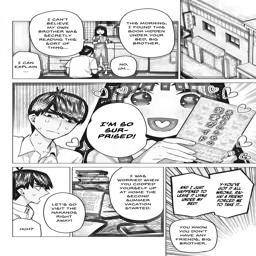 THIS MORNING,
I FOUND THIS
BOOK HIDDEN
UNDER YOUR
BED, BIG
BROTHER.
I CAN'T
BELIEVE
MY OWN
BROTHER WAS
SECRETLY
READING THIS
SORT OF
THING...
NO,
UM...
I CAN
EXPLAIN
I'M SO
SUR-
PRISED!
YOU'VE
GOT IT ALL
WRONG,
A FRIEND
FORCED ME
TO TAKE IT...
AND I JUST
HAPPENED
TO LEAVE
IT LYING
UNDER MY
BED!
YOU KNOW
YOU DON'T
HAVE ANY
FRIENDS, BIG
BROTHER.
I WAS
WORRIED WHEN
YOU COOPED
YOURSELF UP
AT HOME
THE SECOND
SUMMER
VACATION
STARTED.
LET'S GO
VISIT THE
NAKANOS
RIGHT
AWAY!
HUH?